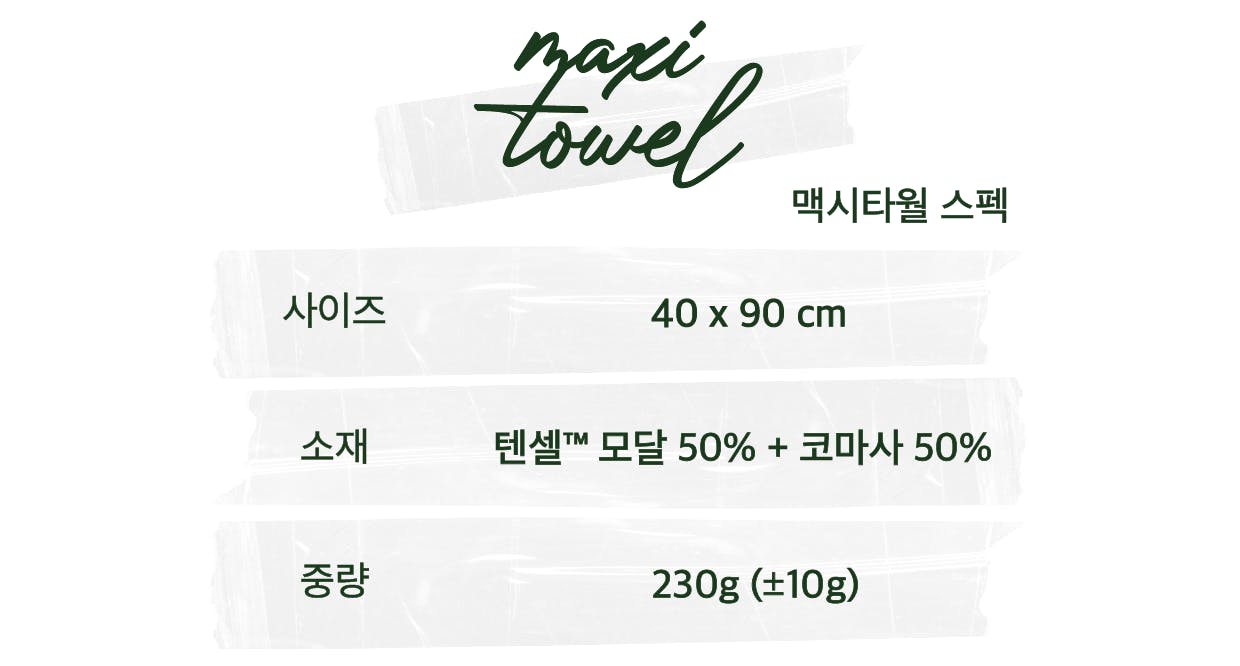 maxi
towel
맥시타월 스펙
사이즈 40 x 90 cm
소재 텐셀™ 모달 50% + 코마사 50%
중량 230g (±10g)